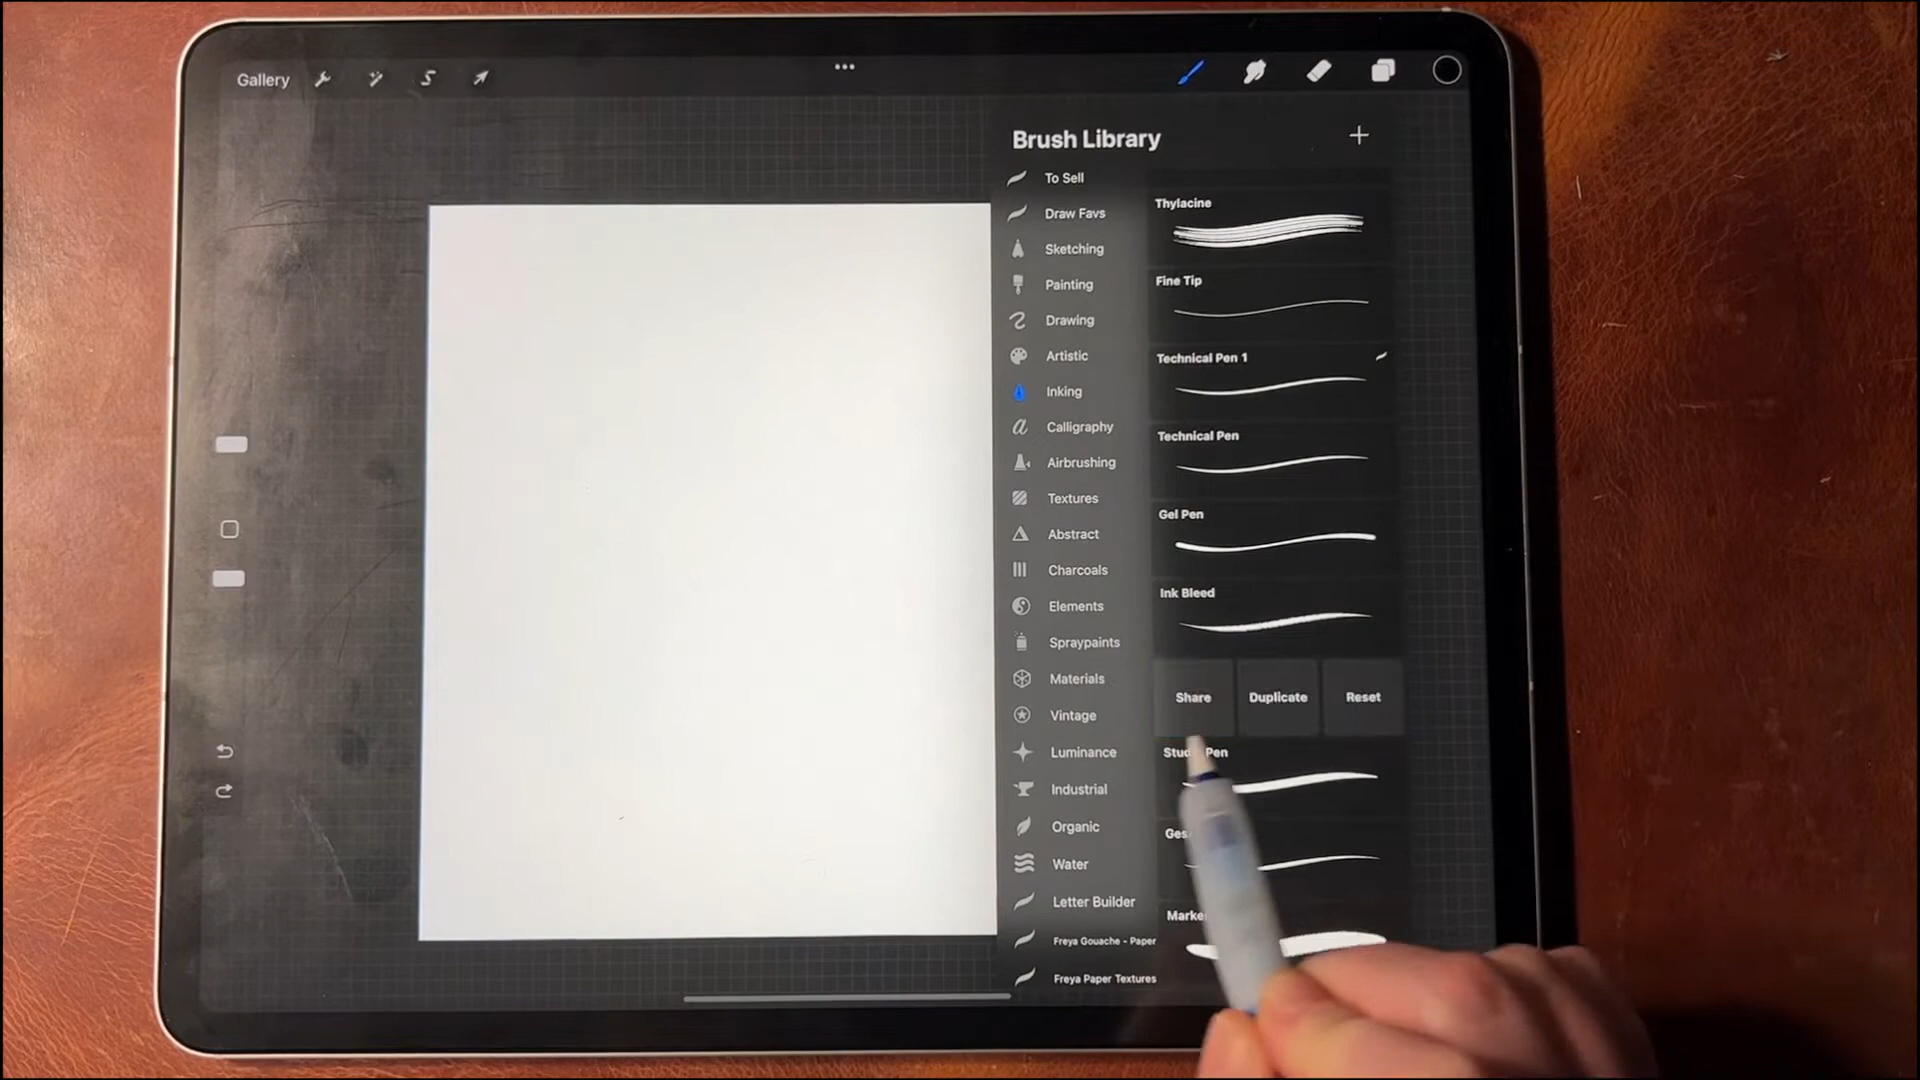 Gallery
Brush Library
To Sell
Draw Favs
Sketching
Painting
Drawing
Artistic
Inking
Calligraphy
Airbrushing
Textures
Abstract
Charcoals
Elements
Spraypaints
Materials
Vintage
Luminance
Industrial
Organic
Water
Letter Builder
Freya Gouache - Paper
Freya Paper Textures
Thylacine
Fine Tip
Technical Pen 1
Technical Pen
Gel Pen
Ink Bleed
Share Duplicate Reset
Pen